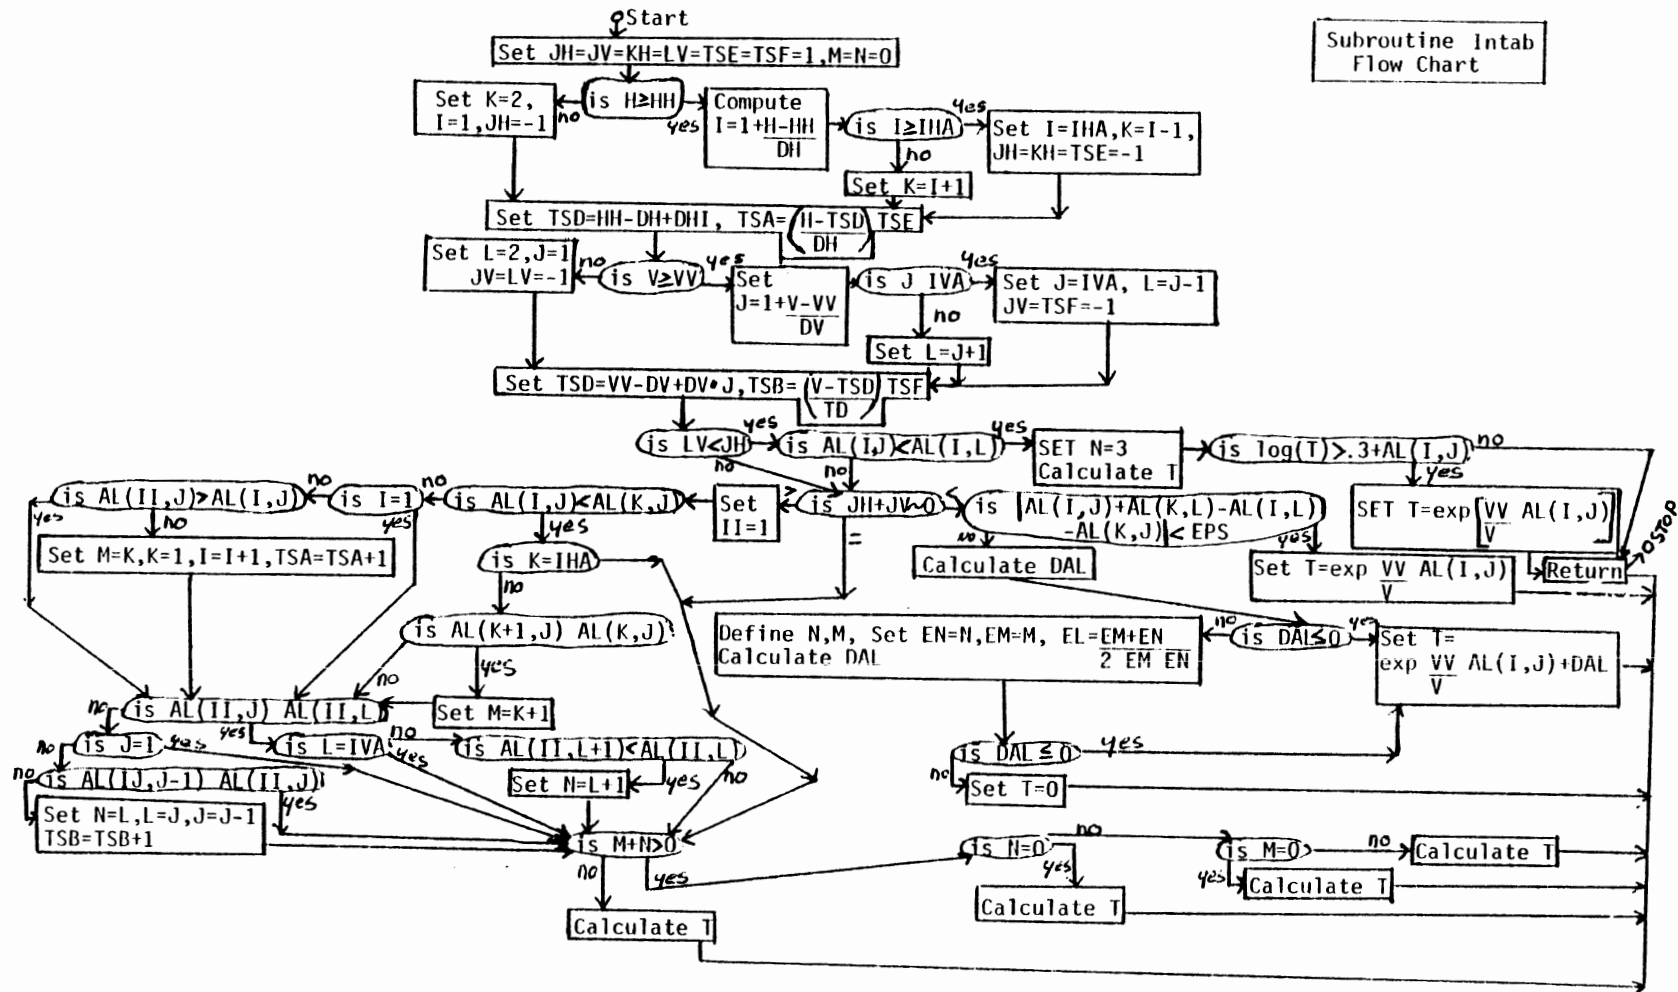 Start
Subroutine Intab
Flow Chart
Set JH=JV=KH=LV=TSE=TSF=1,M=N=0
Set K=2,
I=1,JH=-1
no
is H≥HH
yes
Compute
I=1+H-HH
DH
is I≥IHA
yes
no
Set I=IHA,K=I-1,
JH=KH=TSE=-1
Set K=I+1
Set TSD=HH-DH+DHI, TSA=(H-TSD) TSE
DH
Set L=2,J=1
JV=LV=-1
no
is V≥VV
yes
Set
J=1+V-VV
DV
is J IVA
yes
no
Set J=IVA, L=J-1
JV=TSF=-1
Set L=J+1
Set TSD=VV-DV+DV•J,TSB=(V-TSD) TSF
TD
is LV<JH
yes
no
is AL(I,J)<AL(I,L)
yes
no
SET N=3
Calculate T
is log(T)>.3+AL(I,J)
no
yes
SET T=exp[VV AL(I,J)]
V
STOP
Return
is AL(II,J)>AL(I,J)
no
yes
no
is I=1
no
yes
is AL(I,J)<AL(K,J)
yes
Set
II=1
>
is JH+JV~0
<
=
is |AL(I,J)+AL(K,L)-AL(I,L)
-AL(K,J)|<EPS
no
yes
Set M=K,K=1,I=I+1,TSA=TSA+1
is K=IHA
no
Calculate DAL
Set T=exp VV AL(I,J)
V
is AL(K+1,J) AL(K,J)
no
yes
Define N,M, Set EN=N,EM=M, EL=EM+EN
Calculate DAL 2 EM EN
no
is DAL≤0
yes
Set T=
exp VV AL(I,J)+DAL
V
Set M=K+1
is AL(II,J) AL(II,L
no
yes
is J=1
no
yes
is L=IVA
no
yes
is AL(II,L+1)<AL(II,L)
yes
no
is DAL ≤ 0
yes
no
Set T=0
is AL(IJ,J-1) AL(II,J)
no
yes
Set N=L+1
Set N=L,L=J,J=J-1
TSB=TSB+1
is M+N>0
no
yes
is N=0
no
yes
is M=0
no
yes
Calculate T
Calculate T
Calculate T
Calculate T